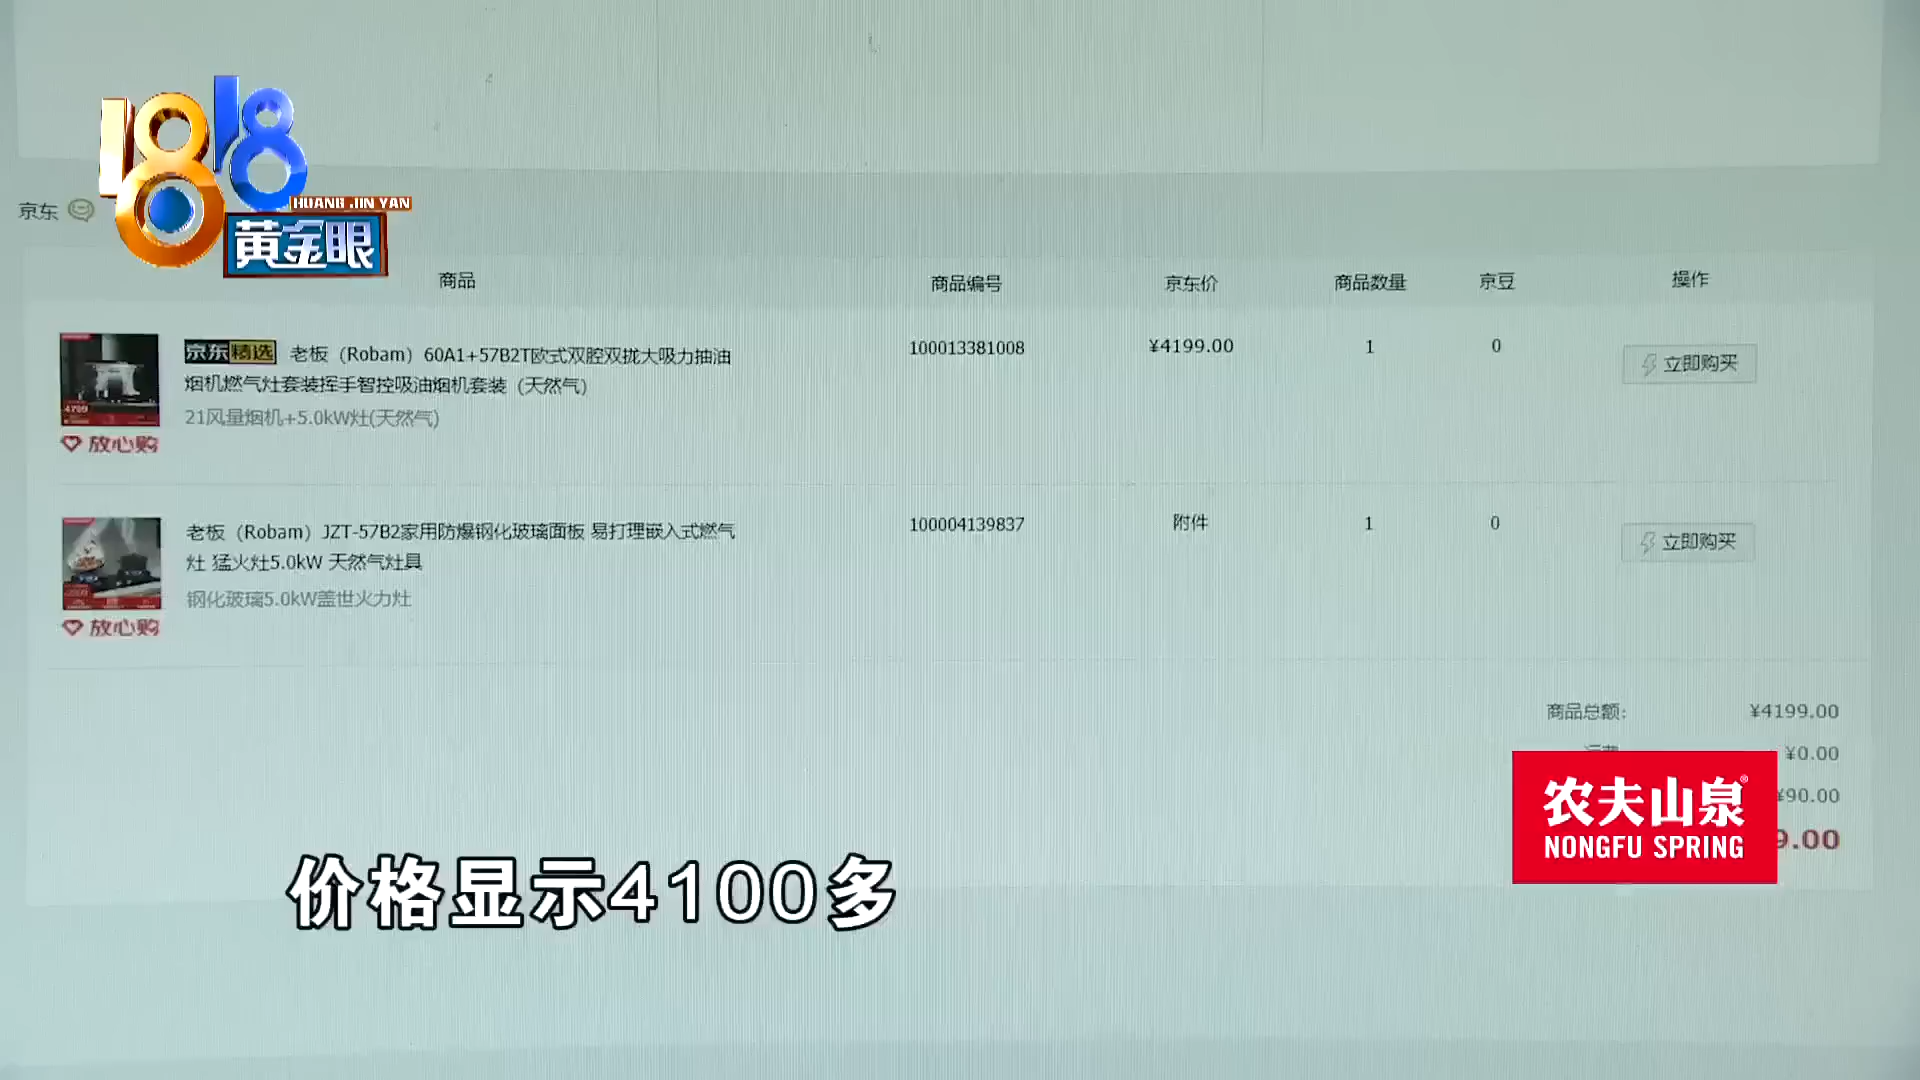 1818
HUANG JIN YAN
黄金眼
京东
商品 商品编号 京东价 商品数量 京豆 操作
京东精选 老板（Robam）60A1+57B2T欧式双腔双拢大吸力抽油
烟机燃气灶套装挥手智控吸油烟机套装（天然气）
21风量烟机+5.0kW灶(天然气)
放心购
100013381008 ¥4199.00 1 0 立即购买
老板（Robam）JZT-57B2家用防爆钢化玻璃面板 易打理嵌入式燃气
灶 猛火灶5.0kW 天然气灶具
钢化玻璃5.0kW盖世火力灶
放心购
100004139837 附件 1 0 立即购买
商品总额: ¥4199.00
¥0.00
¥90.00
9.00
农夫山泉®
NONGFU SPRING
价格显示4100多